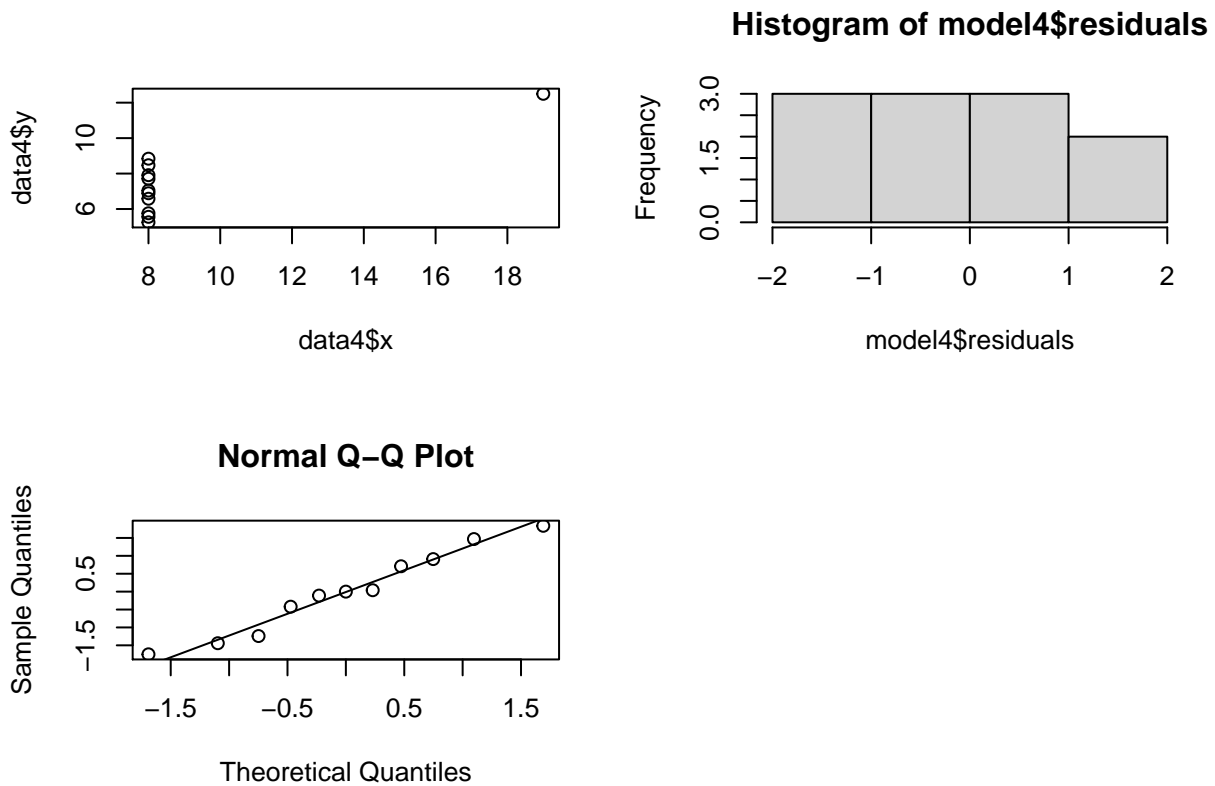 Histogram of model4$residuals
data4$y
6 10
8 10 12 14 16 18
data4$x
Frequency
0.0 1.5 3.0
−2 −1 0 1 2
model4$residuals
Normal Q−Q Plot
Sample Quantiles
−1.5 0.5
−1.5 −0.5 0.5 1.5
Theoretical Quantiles